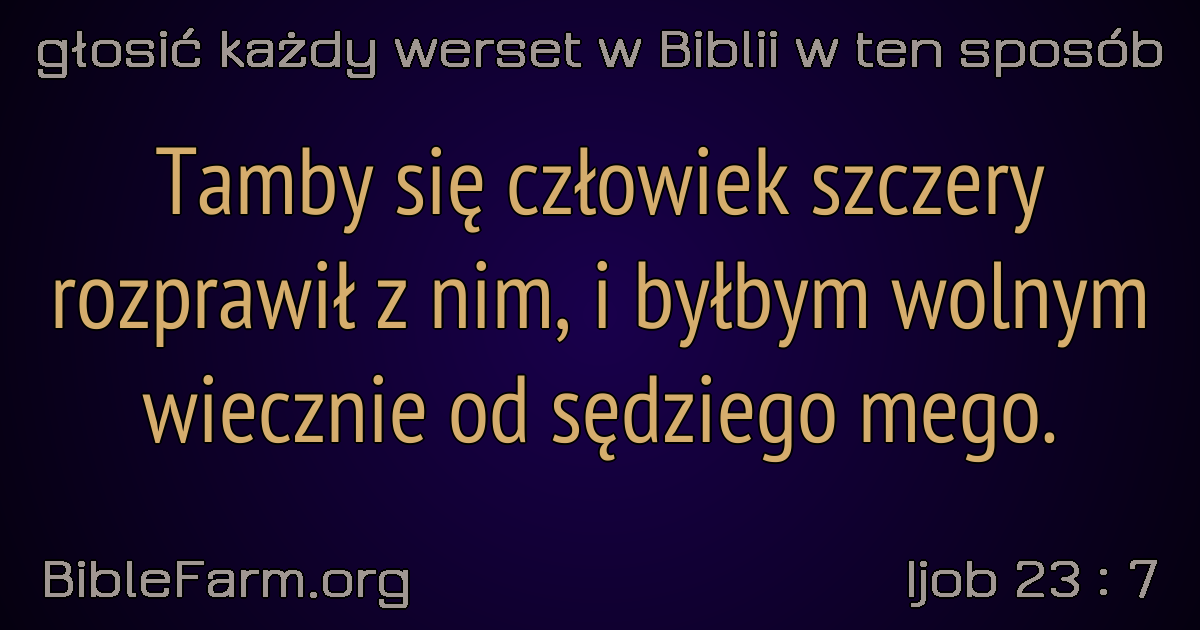 głosić każdy werset w Biblii w ten sposób
Tamby się człowiek szczery
rozprawił z nim, i byłbym wolnym
wiecznie od sędziego mego.
BibleFarm.org
Ijob 23 : 7